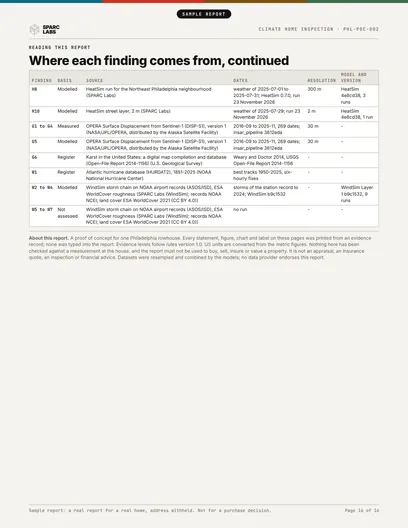 SAMPLE REPORT
SPARC
LABS
CLIMATE HOME INSPECTION · PHL-POC-002
READING THIS REPORT
Where each finding comes from, continued
FINDING BASIS SOURCE DATES RESOLUTION MODEL AND VERSION
H8 Modelled HeatSim run for the Northeast Philadelphia neighbourhood (SPARC Labs) weather of 2025-07-01 to 2025-07-31; HeatSim 0.7.0, run 23 November 2026 300 m HeatSim 4e8cd38, 3 runs
H10 Modelled HeatSim street layer, 2 m (SPARC Labs) weather of 2025-07-29; run 23 November 2026 2 m HeatSim 4e8cd38, 1 run
G1 to G4 Measured OPERA Surface Displacement from Sentinel-1 (DISP-S1), version 1 (NASA/JPL/OPERA, distributed by the Alaska Satellite Facility) 2016-09 to 2025-11, 269 dates; 30 m -
G5 Modelled OPERA Surface Displacement from Sentinel-1 (DISP-S1), version 1 (NASA/JPL/OPERA, distributed by the Alaska Satellite Facility) 2016-09 to 2025-11, 269 dates; 30 m -
G6 Register Karst in the United States: a digital map compilation and database (Open-File Report 2014-1156) (U.S. Geological Survey) Weary and Doctor 2014, USGS Open-File Report 2014-1156 - -
W1 Register Atlantic hurricane database (HURDAT2), 1851-2025 (NOAA National Hurricane Center) best tracks 1950-2025, six-hourly fixes - -
W2 to W4 Modelled WindSim storm catalog on NOAA airport records (ASOS/ISD), ESA WorldCover roughness (SPARC Labs (WindSim); records NOAA NCEI; land cover ESA WorldCover 2021 (CC BY 4.0)) storms of the station record to 2024; WindSim b9c1532 - WindSim Layer 1 b9c1532, 9 runs
W5 to W7 Not assessed WindSim storm catalog on NOAA airport records (ASOS/ISD), ESA WorldCover roughness (SPARC Labs (WindSim); records NOAA NCEI; land cover ESA WorldCover 2021 (CC BY 4.0)) no run - -
About this report. A proof of concept for one Philadelphia rowhouse. Every statement, figure, chart and label on these pages was printed from an evidence
record; none was typed into the report. Evidence levels follow rules version 1.0. US units are converted from the metric figures. Nothing here has been
checked against a measurement at the house, and the report must not be used to buy, sell, insure or value a property. It is not an appraisal, an insurance
quote, an inspection or financial advice. Datasets were resampled and combined by the models; no data provider endorses this report.
Sample report: a real report for a real home, address withheld. Not for a purchase decision.
Page 16 of 16